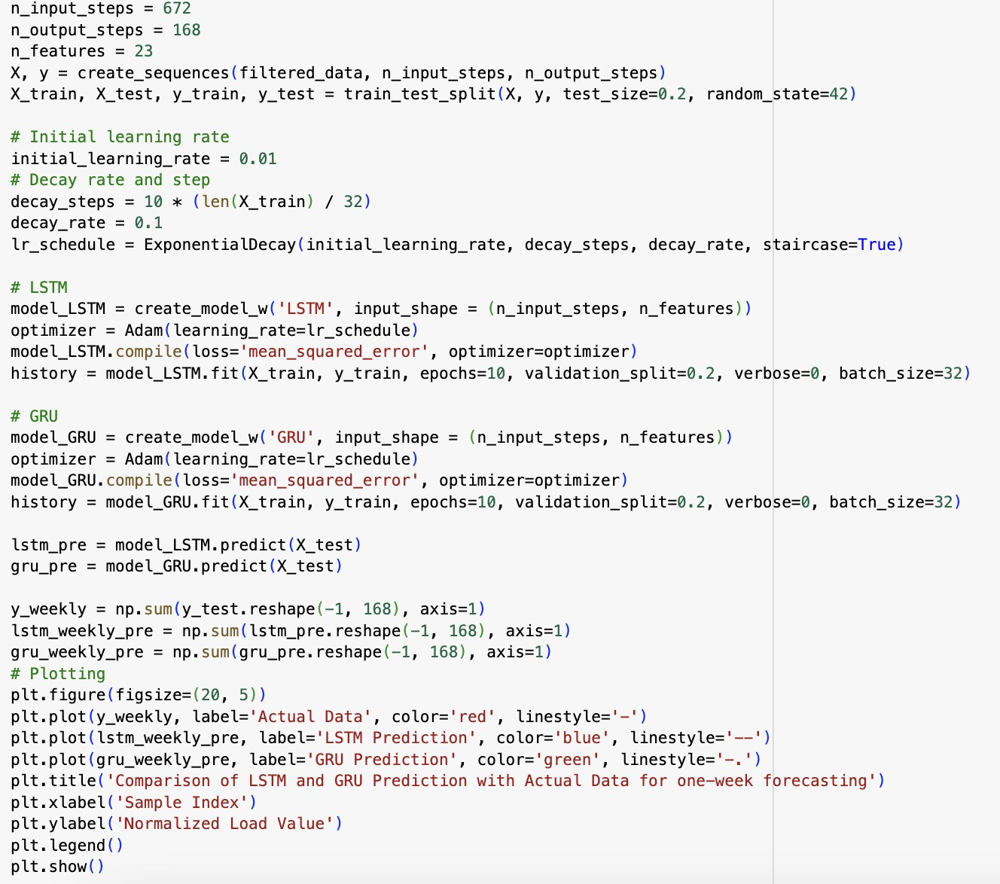 n_input_steps = 672
n_output_steps = 168
n_features = 23
X, y = create_sequences(filtered_data, n_input_steps, n_output_steps)
X_train, X_test, y_train, y_test = train_test_split(X, y, test_size=0.2, random_state=42)
# Initial learning rate
initial_learning_rate = 0.01
# Decay rate and step
decay_steps = 10 * (len(X_train) / 32)
decay_rate = 0.1
lr_schedule = ExponentialDecay(initial_learning_rate, decay_steps, decay_rate, staircase=True)
# LSTM
model_LSTM = create_model_w('LSTM', input_shape = (n_input_steps, n_features))
optimizer = Adam(learning_rate=lr_schedule)
model_LSTM.compile(loss='mean_squared_error', optimizer=optimizer)
history = model_LSTM.fit(X_train, y_train, epochs=10, validation_split=0.2, verbose=0, batch_size=32)
# GRU
model_GRU = create_model_w('GRU', input_shape = (n_input_steps, n_features))
optimizer = Adam(learning_rate=lr_schedule)
model_GRU.compile(loss='mean_squared_error', optimizer=optimizer)
history = model_GRU.fit(X_train, y_train, epochs=10, validation_split=0.2, verbose=0, batch_size=32)
lstm_pre = model_LSTM.predict(X_test)
gru_pre = model_GRU.predict(X_test)
y_weekly = np.sum(y_test.reshape(-1, 168), axis=1)
lstm_weekly_pre = np.sum(lstm_pre.reshape(-1, 168), axis=1)
gru_weekly_pre = np.sum(gru_pre.reshape(-1, 168), axis=1)
# Plotting
plt.figure(figsize=(20, 5))
plt.plot(y_weekly, label='Actual Data', color='red', linestyle='-')
plt.plot(lstm_weekly_pre, label='LSTM Prediction', color='blue', linestyle='--')
plt.plot(gru_weekly_pre, label='GRU Prediction', color='green', linestyle='-.')
plt.title('Comparison of LSTM and GRU Prediction with Actual Data for one-week forecasting')
plt.xlabel('Sample Index')
plt.ylabel('Normalized Load Value')
plt.legend()
plt.show()